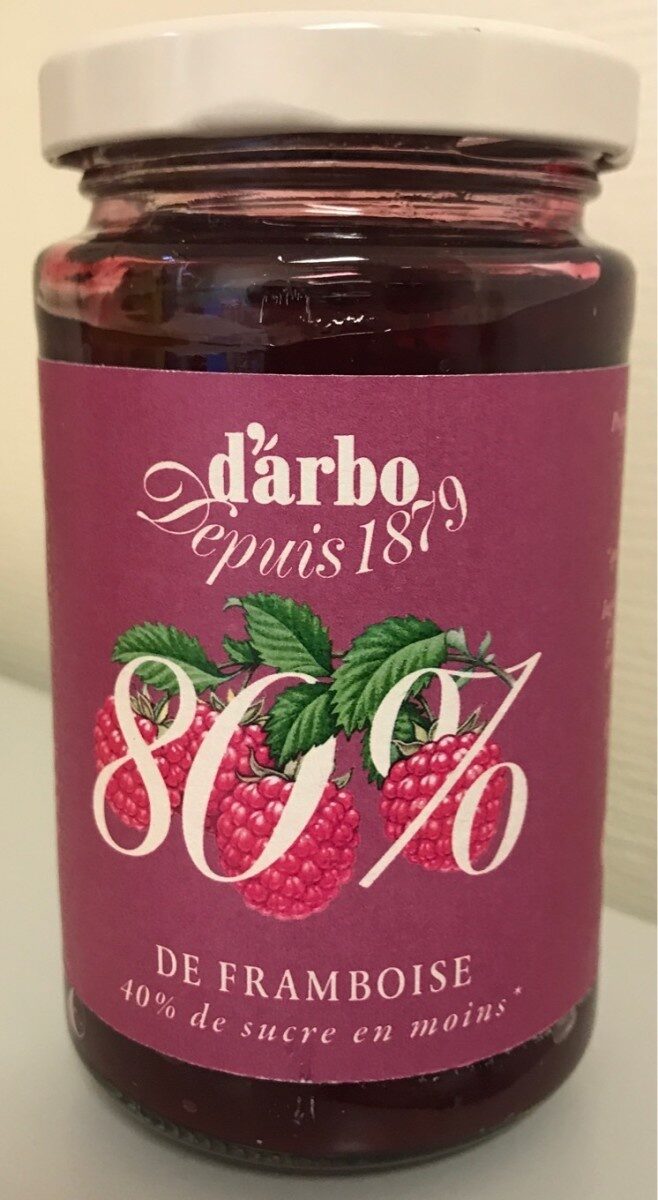 d'arbo
Depuis 1879
80%
DE FRAMBOISE
40% de sucre en moins*